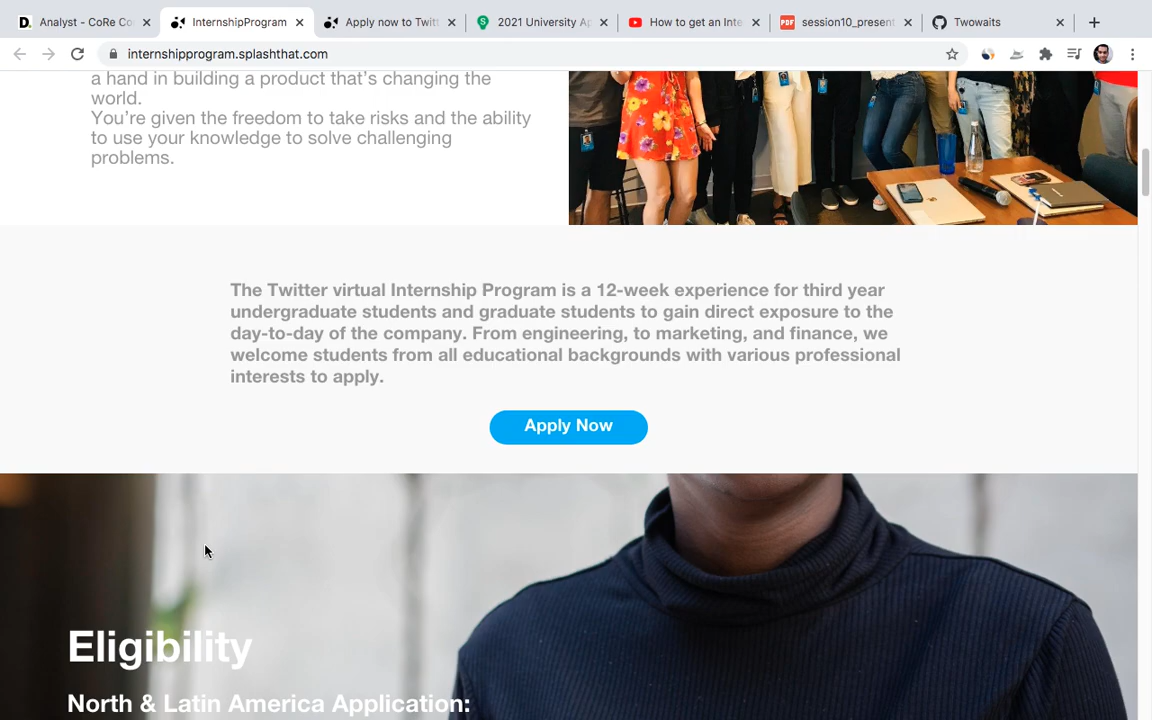 Analyst - CoRe Co
InternshipProgram
Apply now to Twitt
2021 University Ap
How to get an Inte
session10_present
Twowaits
internshipprogram.splashthat.com
a hand in building a product that's changing the
world.
You're given the freedom to take risks and the ability
to use your knowledge to solve challenging
problems.
The Twitter virtual Internship Program is a 12-week experience for third year
undergraduate students and graduate students to gain direct exposure to the
day-to-day of the company. From engineering, to marketing, and finance, we
welcome students from all educational backgrounds with various professional
interests to apply.
Apply Now
Eligibility
North & Latin America Application: